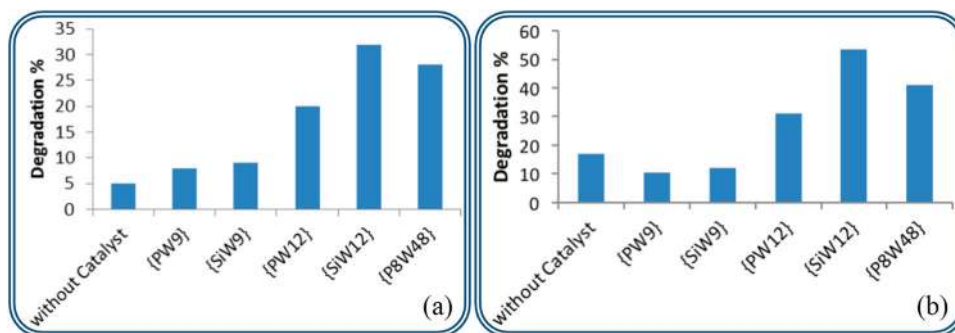 Degradation %
35
30
25
20
15
10
5
0
without Catalyst
{PW9}
{SiW9}
{PW12}
{SiW12}
{P8W48}
(a)
Degradation %
60
50
40
30
20
10
0
without Catalyst
{PW9}
{SiW9}
{PW12}
{SiW12}
{P8W48}
(b)